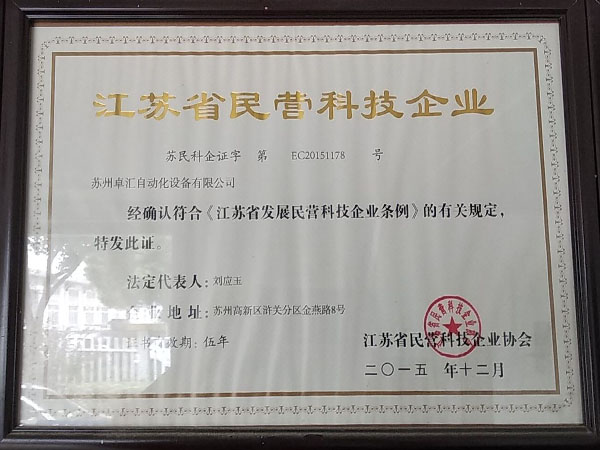 江苏省民营科技企业
苏民科企证字 第 EC20151178 号
苏州卓汇自动化设备有限公司
经确认符合《江苏省发展民营科技企业条例》的有关规定，
特发此证。
法定代表人：刘应玉
企业地址：苏州高新区浒关分区金燕路8号
证书有效期：伍年
江苏省民营科技企业协会
二〇一五 年十二月